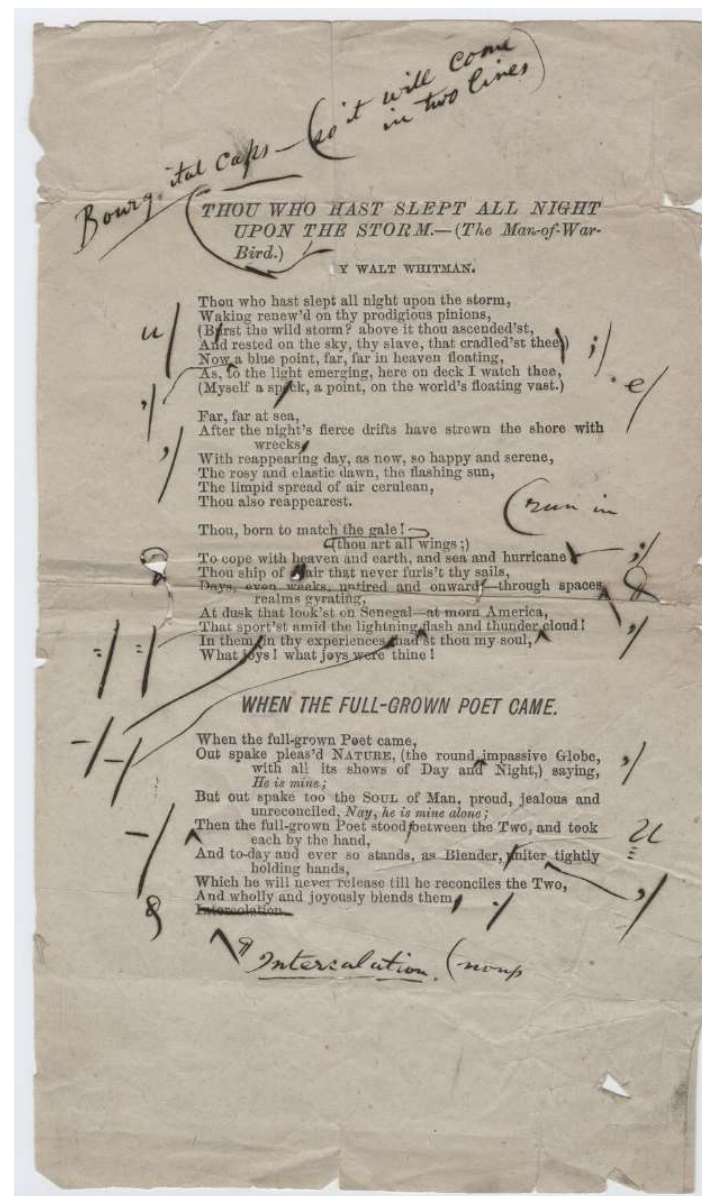 Bourg. ital caps — (so it will come
in two lines)
THOU WHO HAST SLEPT ALL NIGHT
UPON THE STORM.—(The Man-of-War-
Bird.)
Y WALT WHITMAN.
Thou who hast slept all night upon the storm,
Waking renew'd on thy prodigious pinions,
u/
(Burst the wild storm? above it thou ascended'st,
And rested on the sky, thy slave, that cradled'st thee,)
;/
Now a blue point, far, far in heaven floating,
As, to the light emerging, here on deck I watch thee,
e/
,/
(Myself a speck, a point, on the world's floating vast.)
Far, far at sea,
After the night's fierce drifts have strewn the shore with
wrecks,
,/
With reappearing day, as now, so happy and serene,
The rosy and elastic dawn, the flashing sun,
The limpid spread of air cerulean,
Thou also reappearest.
(run in
Thou, born to match the gale!
(thou art all wings;)
To cope with heaven and earth, and sea and hurricane
;/
Thou ship of air that never furls't thy sails,
Days, even weeks, untired and onward—through spaces,
realms gyrating,
At dusk that look'st on Senegal—at morn America,
That sport'st amid the lightning flash and thunder cloud!
,/
=/ =/
In them, in thy experiences, had'st thou my soul,
What joys! what joys were thine!
-/ -/
WHEN THE FULL-GROWN POET CAME.
When the full-grown Poet came,
Out spake pleas'd NATURE, (the round impassive Globe,
,/
with all its shows of Day and Night,) saying,
He is mine;
But out spake too the SOUL of Man, proud, jealous and
unreconciled, Nay, he is mine alone;
-/
Then the full-grown Poet stood between the Two, and took
U
each by the hand,
And to-day and ever so stands, as Blender, uniter tightly
holding hands,
Which he will never release till he reconciles the Two,
,/
And wholly and joyously blends them,
./
Intercolation.
Intercalation.